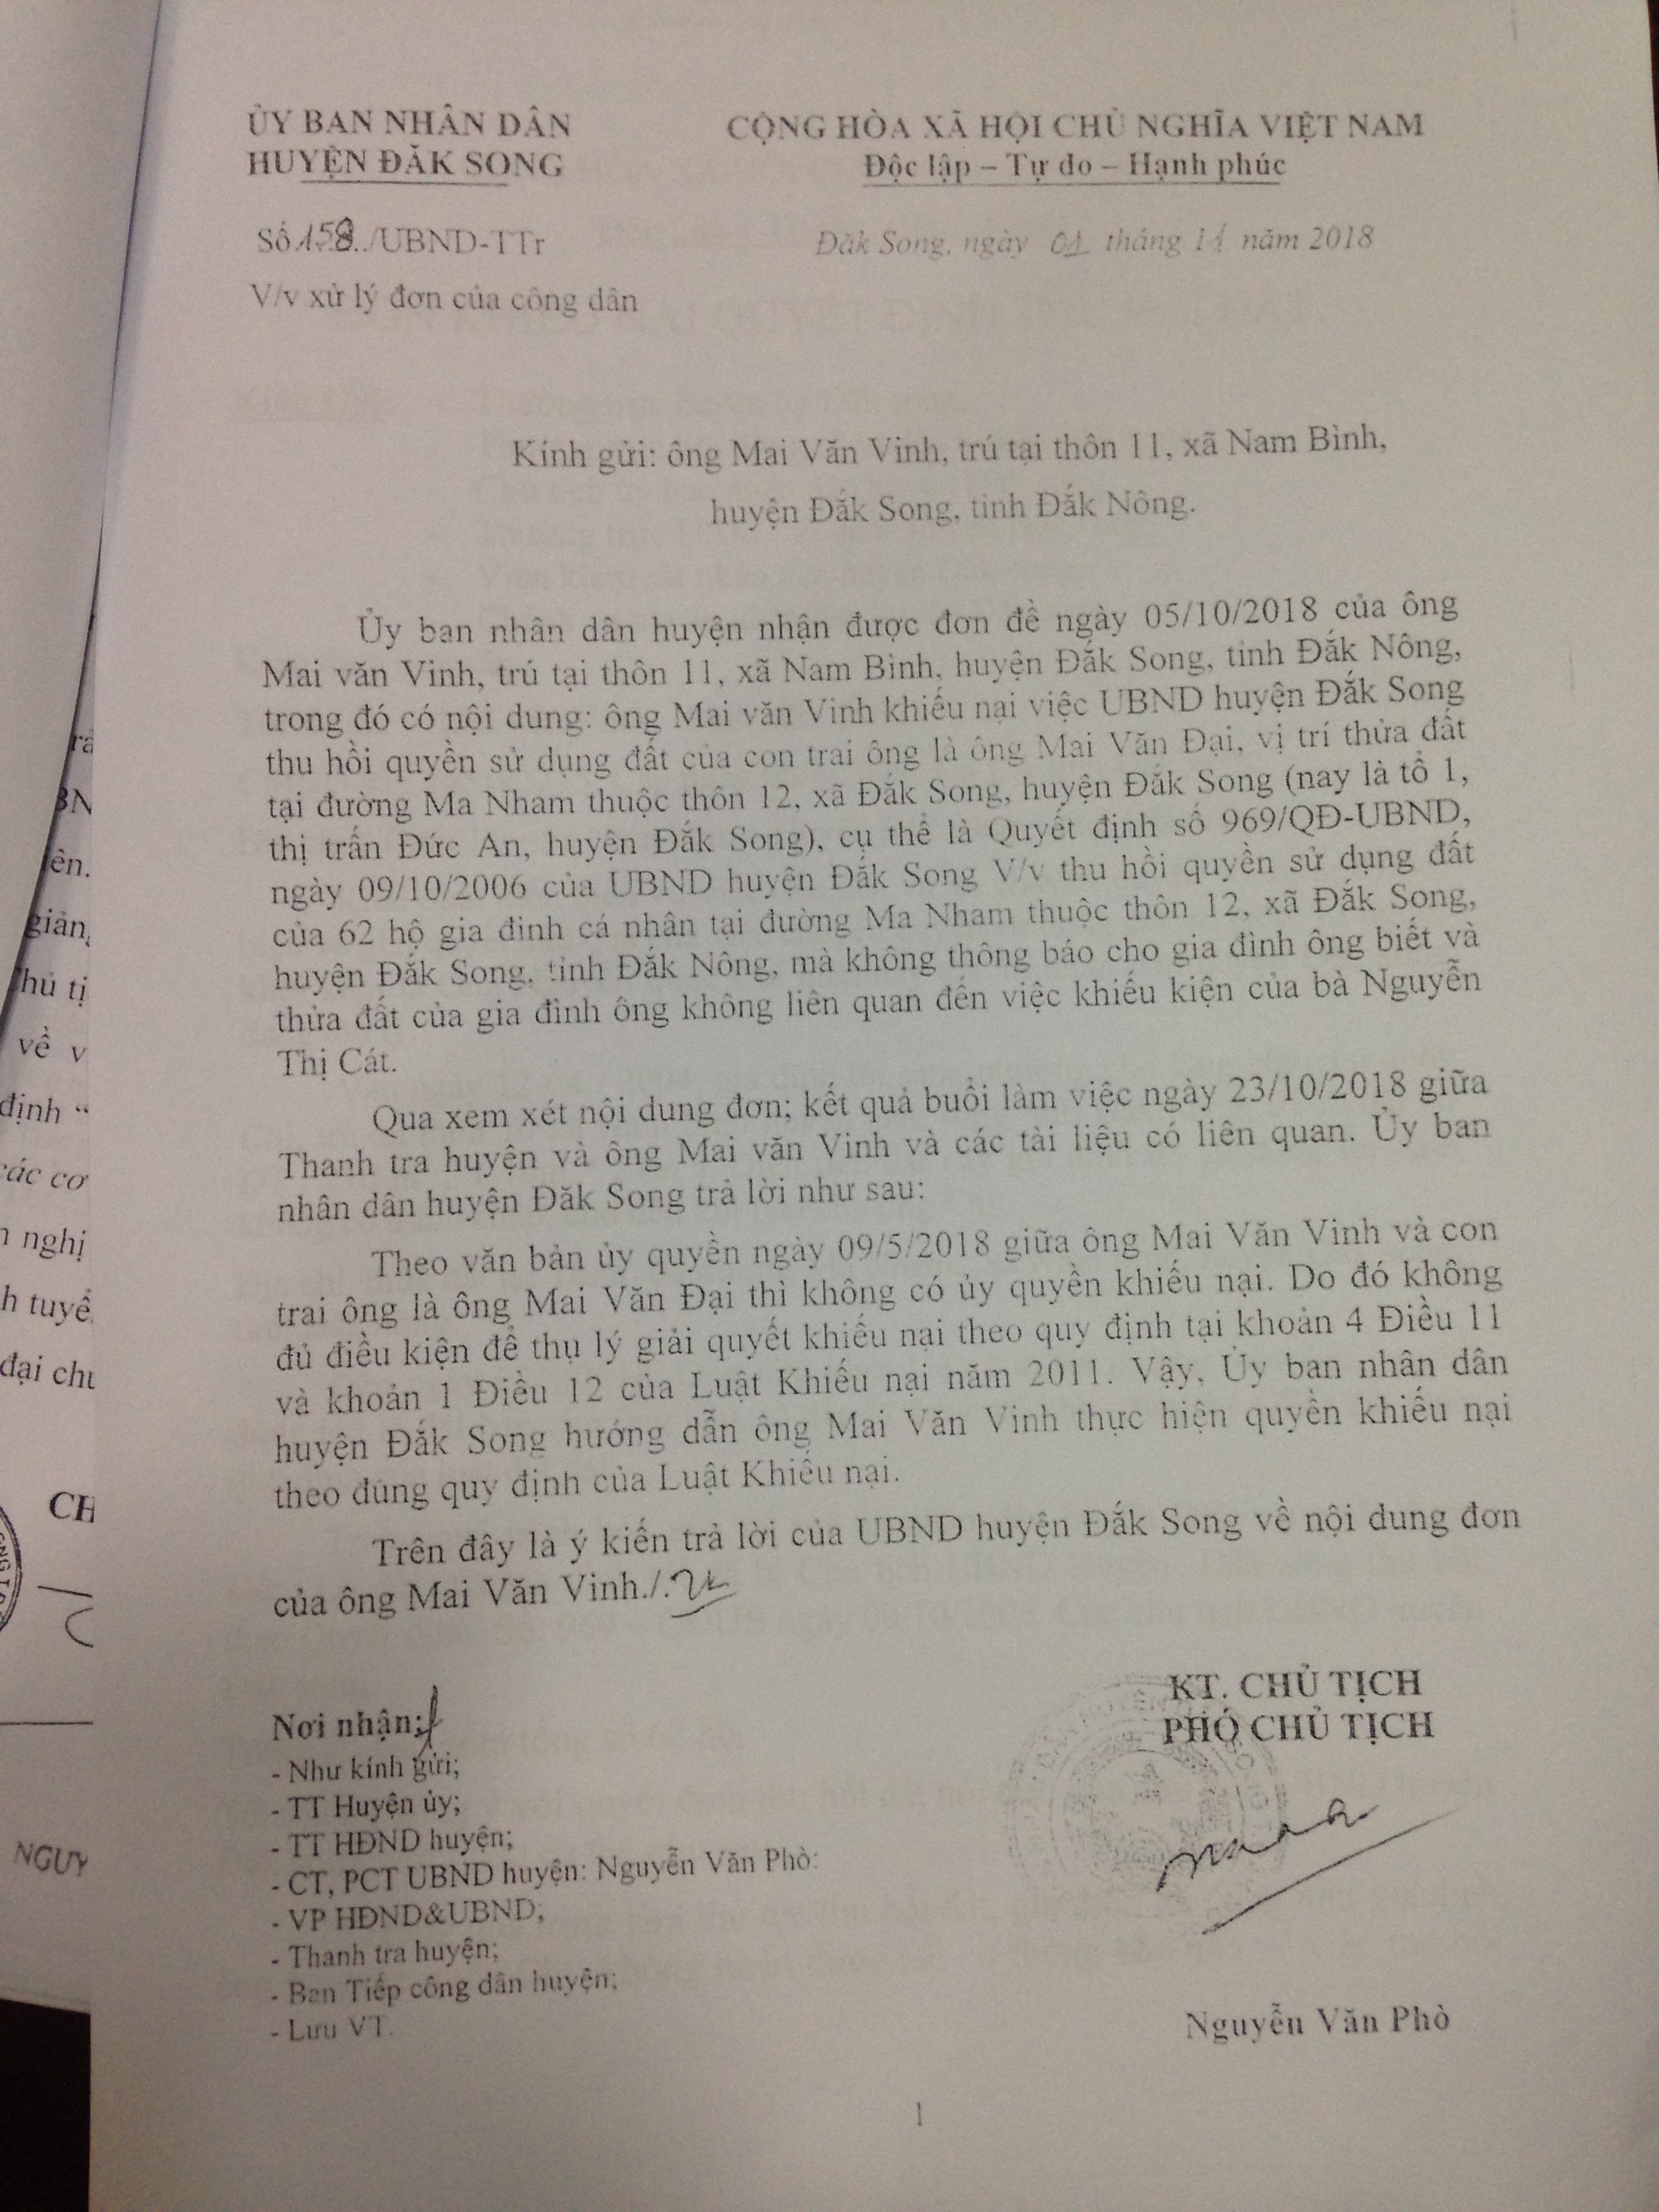 ỦY BAN NHÂN DÂN
HUYỆN ĐẮK SONG
CỘNG HÒA XÃ HỘI CHỦ NGHĨA VIỆT NAM
Độc lập – Tự do – Hạnh phúc
Số 158./UBND-TTr
V/v xử lý đơn của công dân
Đăk Song, ngày 01 tháng 11 năm 2018
Kính gửi: ông Mai Văn Vinh, trú tại thôn 11, xã Nam Bình,
huyện Đắk Song, tỉnh Đắk Nông.
Ủy ban nhân dân huyện nhận được đơn đề ngày 05/10/2018 của ông
Mai văn Vinh, trú tại thôn 11, xã Nam Bình, huyện Đắk Song, tỉnh Đắk Nông,
trong đó có nội dung: ông Mai văn Vinh khiếu nại việc UBND huyện Đắk Song
thu hồi quyền sử dụng đất của con trai ông là ông Mai Văn Đại, vị trí thửa đất
tại đường Ma Nham thuộc thôn 12, xã Đắk Song, huyện Đắk Song (nay là tổ 1,
thị trấn Đức An, huyện Đắk Song), cụ thể là Quyết định số 969/QĐ-UBND,
ngày 09/10/2006 của UBND huyện Đắk Song V/v thu hồi quyền sử dụng đất
của 62 hộ gia đình cá nhân tại đường Ma Nham thuộc thôn 12, xã Đắk Song,
huyện Đắk Song, tỉnh Đắk Nông, mà không thông báo cho gia đình ông biết và
thửa đất của gia đình ông không liên quan đến việc khiếu kiện của bà Nguyễn
Thị Cát.
Qua xem xét nội dung đơn; kết quả buổi làm việc ngày 23/10/2018 giữa
Thanh tra huyện và ông Mai văn Vinh và các tài liệu có liên quan. Ủy ban
nhân dân huyện Đăk Song trả lời như sau:
Theo văn bản ủy quyền ngày 09/5/2018 giữa ông Mai Văn Vinh và con
trai ông là ông Mai Văn Đại thì không có ủy quyền khiếu nại. Do đó không
đủ điều kiện để thụ lý giải quyết khiếu nại theo quy định tại khoản 4 Điều 11
và khoản 1 Điều 12 của Luật Khiếu nại năm 2011. Vậy, Ủy ban nhân dân
huyện Đắk Song hướng dẫn ông Mai Văn Vinh thực hiện quyền khiếu nại
theo đúng quy định của Luật Khiếu nại.
Trên đây là ý kiến trả lời của UBND huyện Đắk Song về nội dung đơn
của ông Mai Văn Vinh./.
Nơi nhận:
- Như kính gửi;
- TT Huyện ủy;
- TT HĐND huyện;
- CT, PCT UBND huyện: Nguyễn Văn Phò;
- VP HĐND&UBND;
- Thanh tra huyện;
- Ban Tiếp công dân huyện;
- Lưu VT.
KT. CHỦ TỊCH
PHÓ CHỦ TỊCH
Nguyễn Văn Phò
1
giản,
hủ tị
về v
định “
các cơ
nghị
h tuyể
đại chu
CH
NGUY